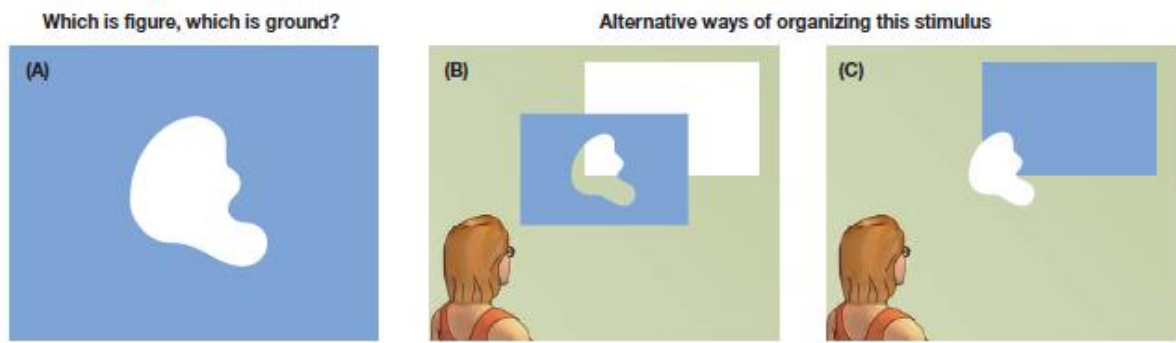 Which is figure, which is ground?
Alternative ways of organizing this stimulus
(A)
(B)
(C)